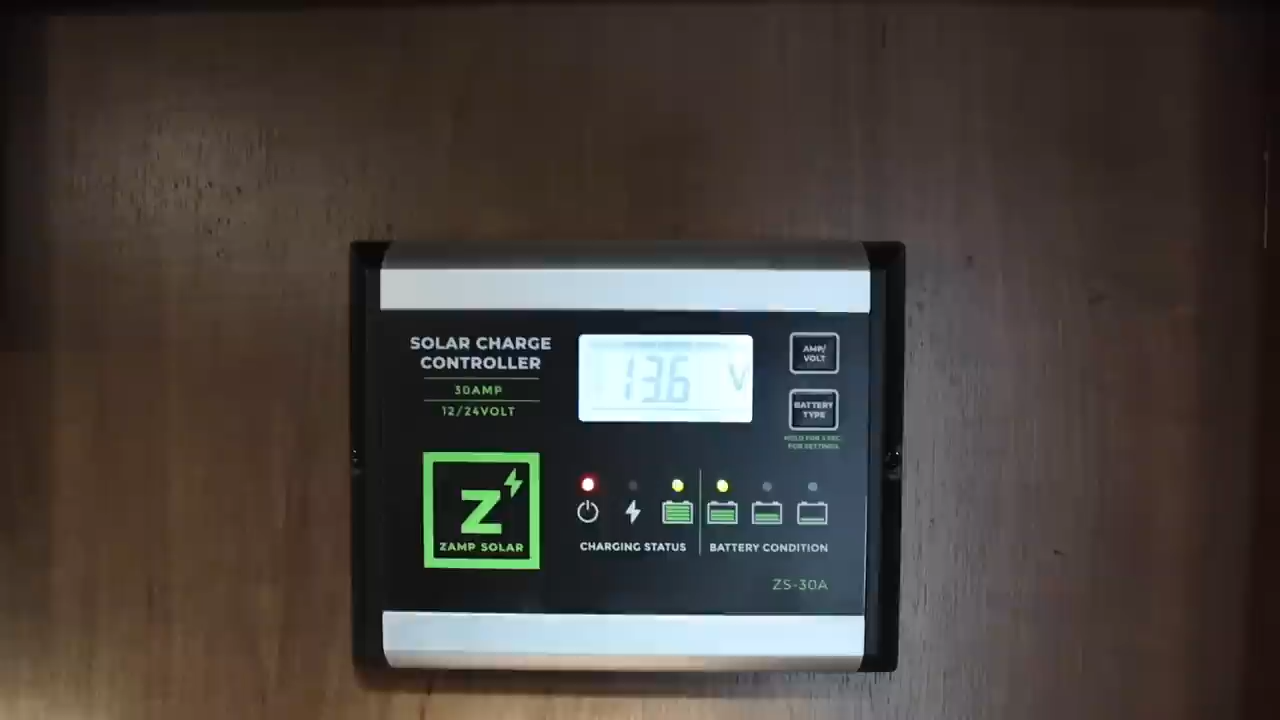 SOLAR CHARGE
CONTROLLER
30AMP
12/24VOLT
13.6 V
AMP/
VOLT
BATTERY
TYPE
HOLD FOR 3 SEC.
FOR SETTINGS.
Z
ZAMP SOLAR
CHARGING STATUS
BATTERY CONDITION
ZS-30A